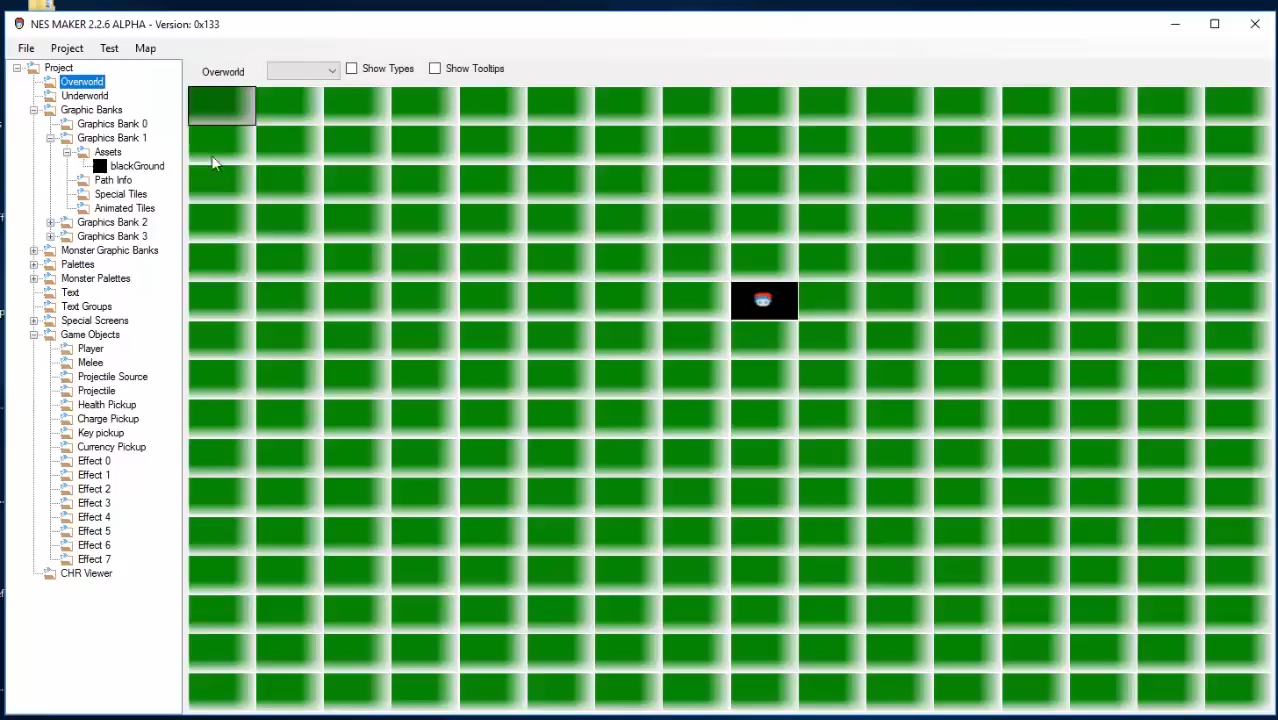 NES MAKER 2.2.6 ALPHA - Version: 0x133
File Project Test Map
Project
Overworld
Underworld
Graphic Banks
Graphics Bank 0
Graphics Bank 1
Assets
blackGround
Path Info
Special Tiles
Animated Tiles
Graphics Bank 2
Graphics Bank 3
Monster Graphic Banks
Palettes
Monster Palettes
Text
Text Groups
Special Screens
Game Objects
Player
Melee
Projectile Source
Projectile
Health Pickup
Charge Pickup
Key pickup
Currency Pickup
Effect 0
Effect 1
Effect 2
Effect 3
Effect 4
Effect 5
Effect 6
Effect 7
CHR Viewer
Overworld Show Types Show Tooltips